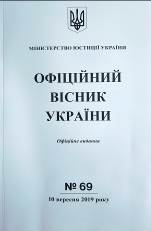 МІНІСТЕРСТВО ЮСТИЦІЇ УКРАЇНИ
ОФІЦІЙНИЙ
ВІСНИК
УКРАЇНИ
Офіційне видання
№ 69
10 вересня 2019 року